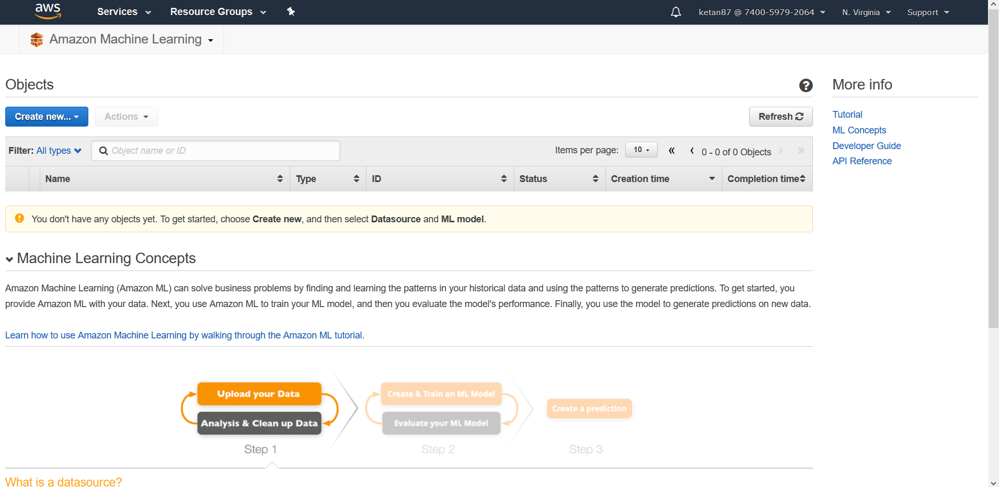 aws Services Resource Groups ketan87 @ 7400-5979-2064 N. Virginia Support
Amazon Machine Learning
Objects
Create new... Actions Refresh
Filter: All types Object name or ID Items per page: 10 « ‹ 0 - 0 of 0 Objects › »
Name Type ID Status Creation time Completion time
You don't have any objects yet. To get started, choose Create new, and then select Datasource and ML model.
Machine Learning Concepts
Amazon Machine Learning (Amazon ML) can solve business problems by finding and learning the patterns in your historical data and using the patterns to generate predictions. To get started, you
provide Amazon ML with your data. Next, you use Amazon ML to train your ML model, and then you evaluate the model's performance. Finally, you use the model to generate predictions on new data.
Learn how to use Amazon Machine Learning by walking through the Amazon ML tutorial.
Upload your Data
Analysis & Clean up Data
Step 1
Create & Train an ML Model
Evaluate your ML Model
Step 2
Create a prediction
Step 3
What is a datasource?
More info
Tutorial
ML Concepts
Developer Guide
API Reference